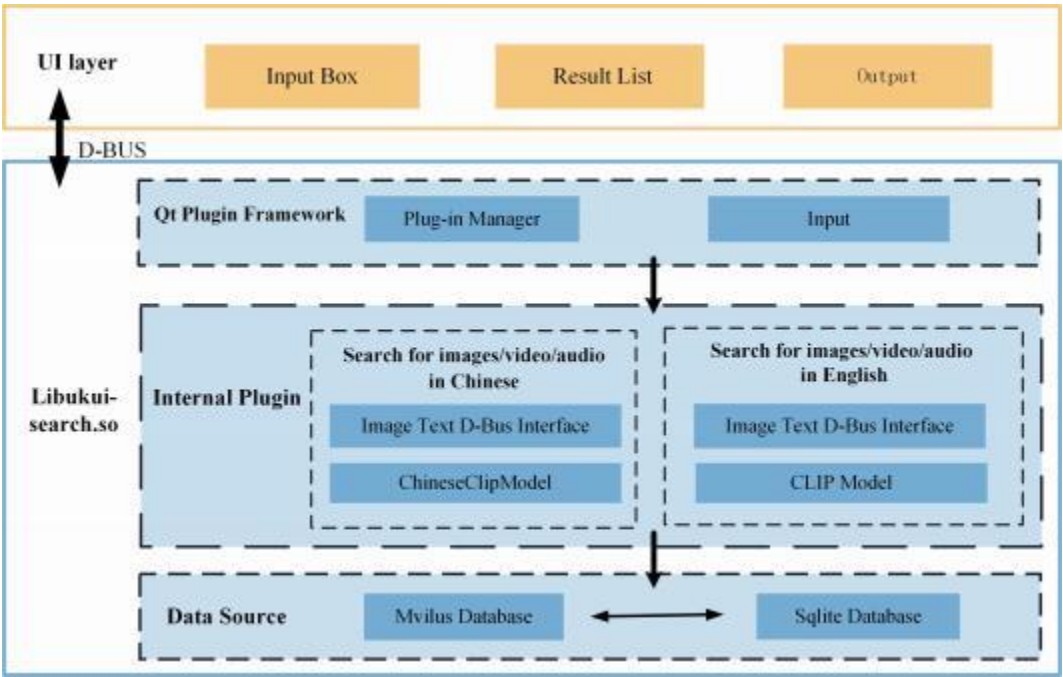 UI layer
Input Box
Result List
Output
D-BUS
Qt Plugin Framework
Plug-in Manager
Input
Libukui-
search.so
Internal Plugin
Search for images/video/audio
in Chinese
Image Text D-Bus Interface
ChineseClipModel
Search for images/video/audio
in English
Image Text D-Bus Interface
CLIP Model
Data Source
Mvilus Database
Sqlite Database